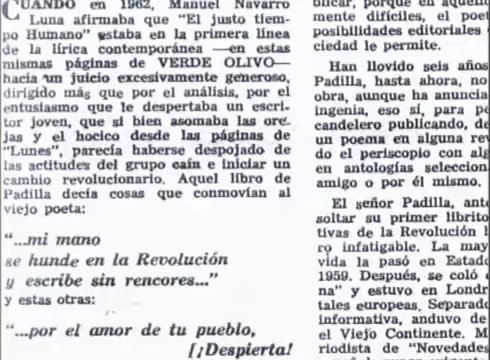 CUANDO en 1962, Manuel Navarro
Luna afirmaba que "El justo tiem-
po Humano" estaba en la primera línea
de la lírica contemporánea —en estas
mismas páginas de VERDE OLIVO—
hacía un juicio excesivamente generoso,
dirigido más que por el análisis, por el
entusiasmo que le despertaba un escri-
tor joven, que si bien asomaba las ore-
jas y el hocico desde las páginas de
"Lunes", parecía haberse despojado de
las actitudes del grupo caín e iniciar un
cambio revolucionario. Aquel libro de
Padilla decía cosas que conmovían al
viejo poeta:
"...mi mano
se hunde en la Revolución
y escribe sin rencores..."
y estas otras:
"...por el amor de tu pueblo,
[¡Despierta!
blicar, porque en aquello
mente difíciles, el poet
posibilidades editoriales
ciedad le permite.
Han llovido seis años
Padilla, hasta ahora, no
obra, aunque ha anuncia
ingenia, eso sí, para pe
candelero publicando, de
un poema en alguna rev
do el periscopio con alg
en antologías seleccion
amigo o por él mismo.
El señor Padilla, ant
soltar su primer librito
tivas de la Revolución
ro infatigable. La may
vida la pasó en Estado
1959. Después, se coló
na" y estuvo en Londr
tales europeas. Separad
informativa, anduvo de
el Viejo Continente. M
riodista de "Novedades